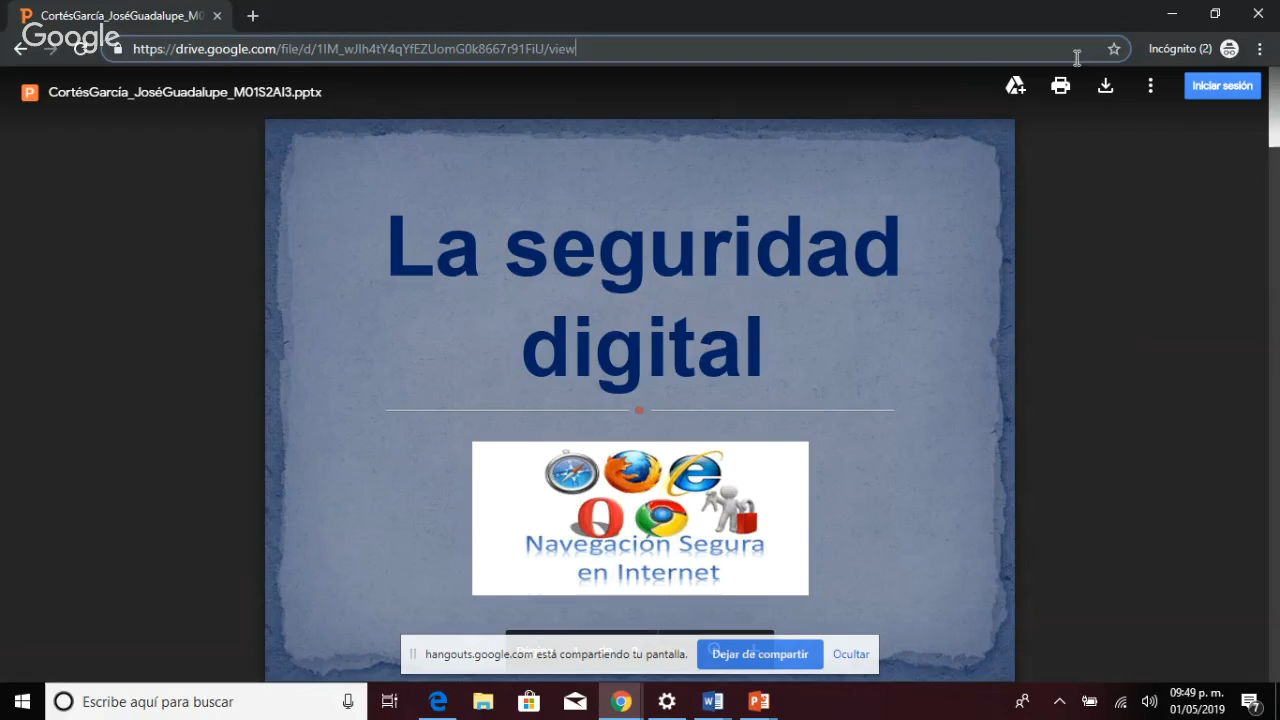 CortésGarcía_JoséGuadalupe_M0
Google
https://drive.google.com/file/d/1IM_wJlh4tY4qYfEZUomG0k8667r91FiU/view
Incógnito (2)
CortésGarcía_JoséGuadalupe_M01S2AI3.pptx
Iniciar sesión
La seguridad
digital
Navegación Segura
en Internet
hangouts.google.com está compartiendo tu pantalla.
Dejar de compartir
Ocultar
Escribe aquí para buscar
09:49 p. m.
01/05/2019
7